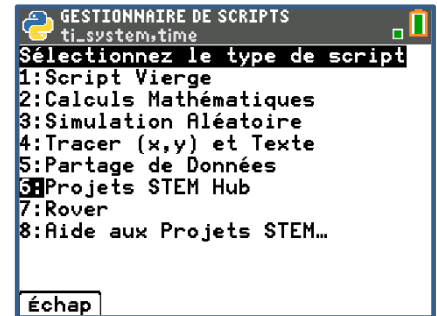 GESTIONNAIRE DE SCRIPTS
ti_system,time
Sélectionnez le type de script
1:Script Vierge
2:Calculs Mathématiques
3:Simulation Aléatoire
4:Tracer (x,y) et Texte
5:Partage de Données
6:Projets STEM Hub
7:Rover
8:Aide aux Projets STEM…
Échap